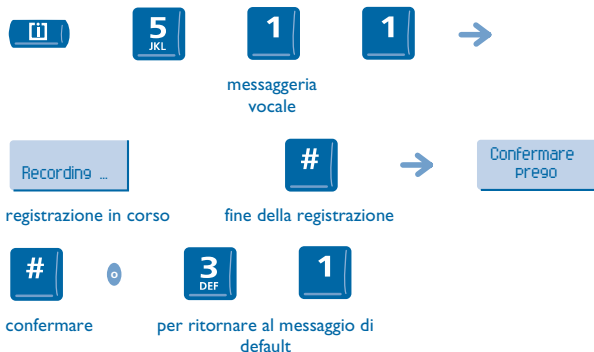 [i] 5 JKL 1 1
messaggeria
vocale
Recording ... # Confermare
prego
registrazione in corso fine della registrazione
# o 3 DEF 1
confermare per ritornare al messaggio di
default